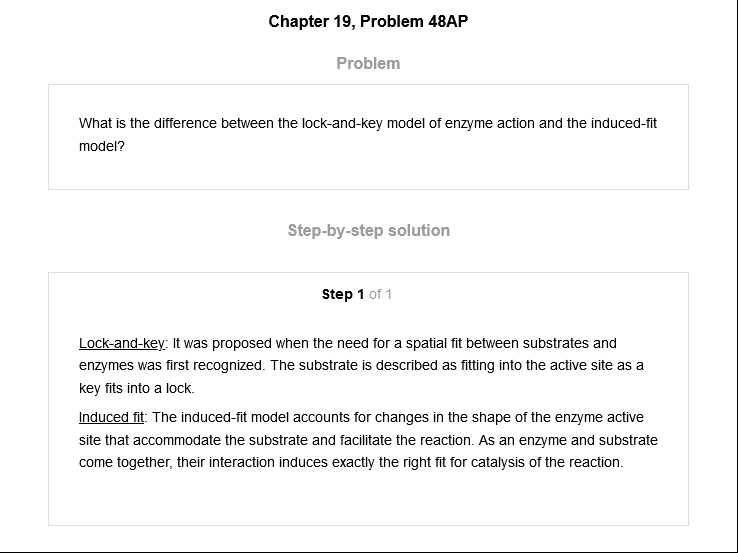 Chapter 19, Problem 48AP
Problem
What is the difference between the lock-and-key model of enzyme action and the induced-fit
model?
Step-by-step solution
Step 1 of 1
Lock-and-key: It was proposed when the need for a spatial fit between substrates and
enzymes was first recognized. The substrate is described as fitting into the active site as a
key fits into a lock.
Induced fit: The induced-fit model accounts for changes in the shape of the enzyme active
site that accommodate the substrate and facilitate the reaction. As an enzyme and substrate
come together, their interaction induces exactly the right fit for catalysis of the reaction.